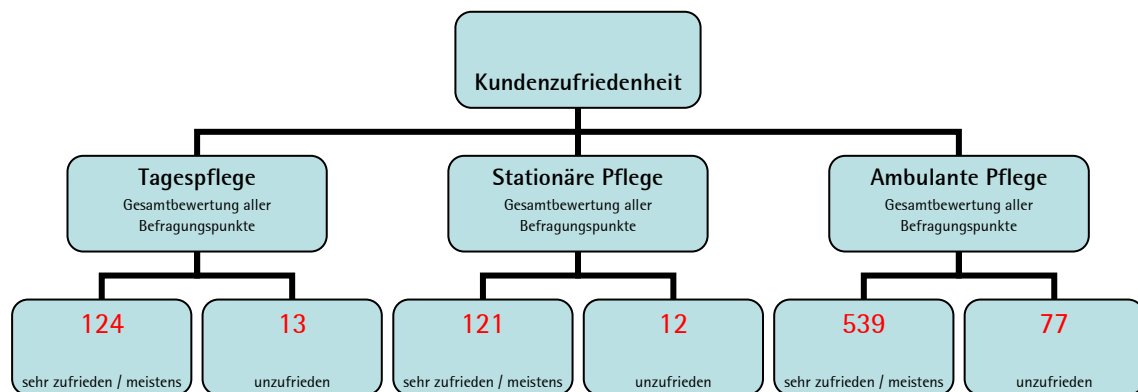 Kundenzufriedenheit
Tagespflege
Gesamtbewertung aller
Befragungspunkte
Stationäre Pflege
Gesamtbewertung aller
Befragungspunkte
Ambulante Pflege
Gesamtbewertung aller
Befragungspunkte
124
sehr zufrieden / meistens
13
unzufrieden
121
sehr zufrieden / meistens
12
unzufrieden
539
sehr zufrieden / meistens
77
unzufrieden